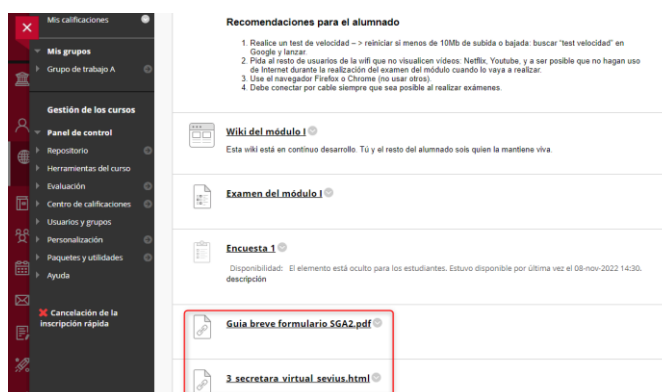 Mis calificaciones
Mis grupos
Grupo de trabajo A
Gestión de los cursos
Panel de control
Repositorio
Herramientas del curso
Evaluación
Centro de calificaciones
Usuarios y grupos
Personalización
Paquetes y utilidades
Ayuda
Cancelación de la
inscripción rápida
Recomendaciones para el alumnado
1. Realice un test de velocidad – > reiniciar si menos de 10Mb de subida o bajada: buscar "test velocidad" en
Google y lanzar.
2. Pida al resto de usuarios de la wifi que no visualicen vídeos: Netflix, Youtube, y a ser posible que no hagan uso
de Internet durante la realización del examen del módulo cuando lo vaya a realizar.
3. Use el navegador Firefox o Chrome (no usar otros).
4. Debe conectar por cable siempre que sea posible al realizar exámenes.
Wiki del módulo I
Esta wiki está en continuo desarrollo. Tú y el resto del alumnado sois quien la mantiene viva.
Examen del módulo I
Encuesta 1
Disponibilidad: El elemento está oculto para los estudiantes. Estuvo disponible por última vez el 08-nov-2022 14:30.
descripción
Guia breve formulario SGA2.pdf
3_secretara_virtual_sevius.html